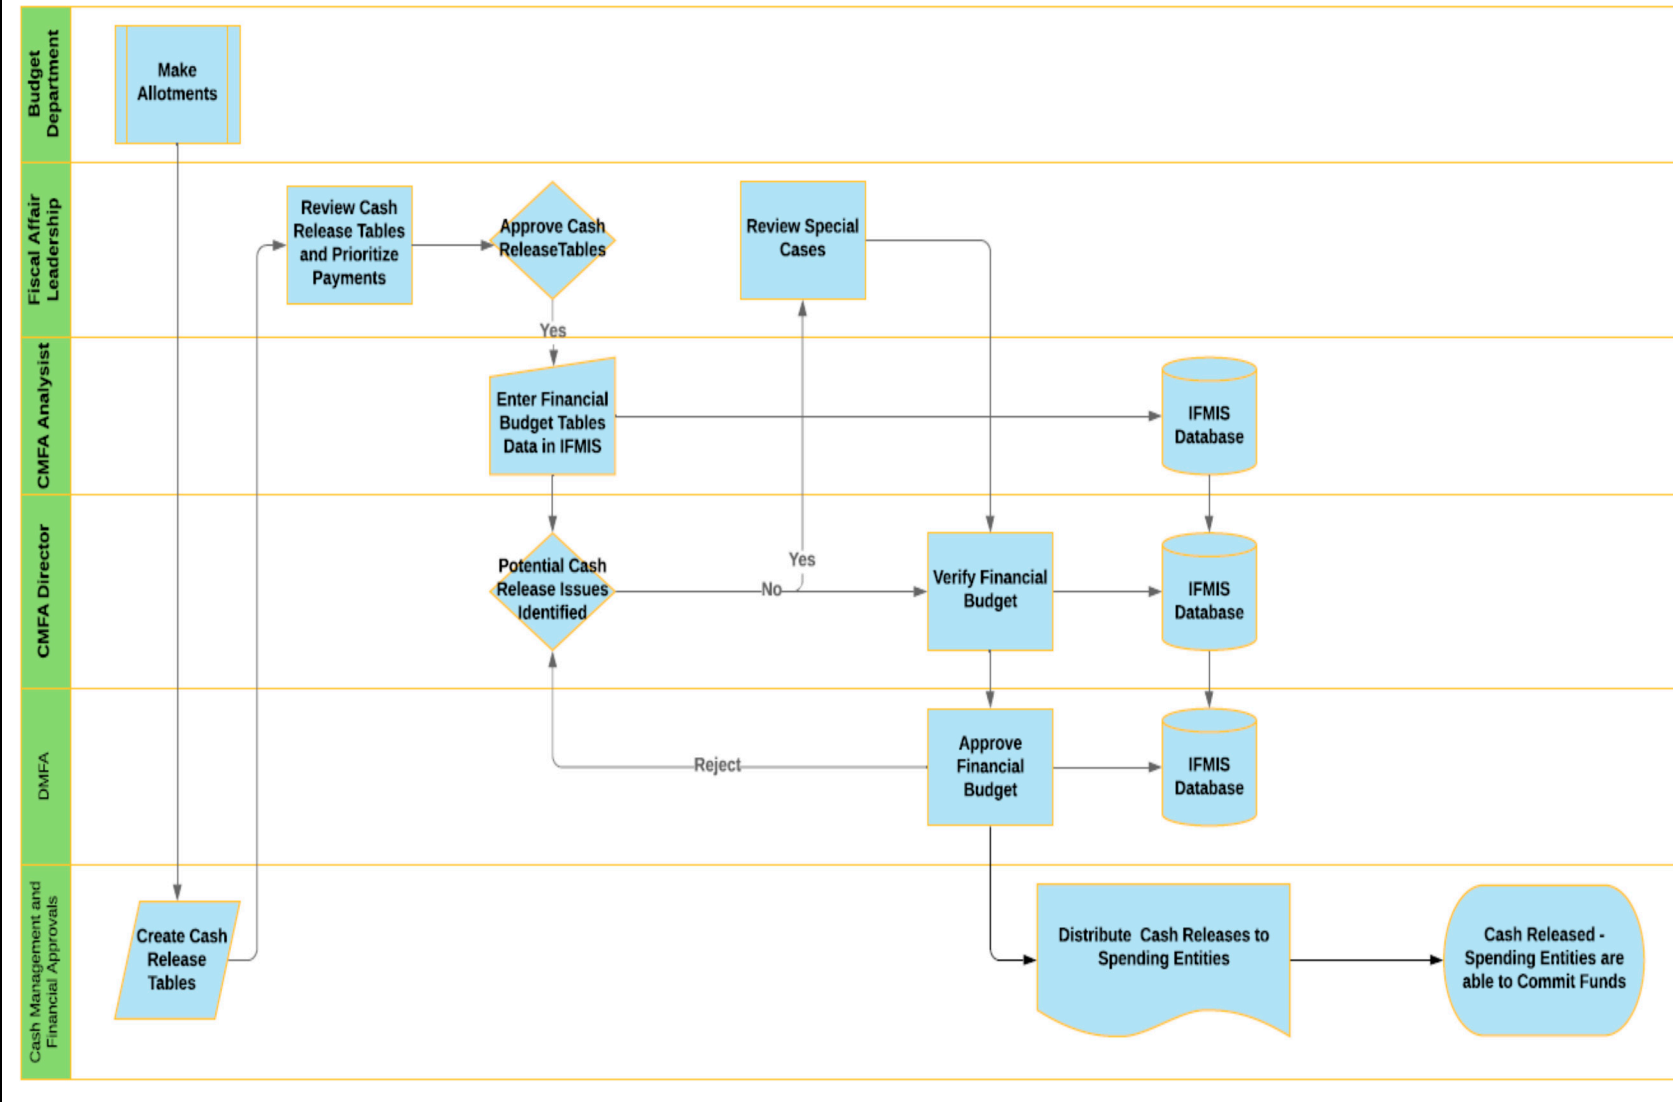 Budget
Department
Make
Allotments
Fiscal Affair
Leadership
Review Cash
Release Tables
and Prioritize
Payments
Approve Cash
ReleaseTables
Review Special
Cases
Yes
CMFA Analysist
Enter Financial
Budget Tables
Data in IFMIS
IFMIS
Database
CMFA Director
Potential Cash
Release Issues
Identified
No
Yes
Verify Financial
Budget
IFMIS
Database
DMFA
Reject
Approve
Financial
Budget
IFMIS
Database
Cash Management and
Financial Approvals
Create Cash
Release
Tables
Distribute Cash Releases to
Spending Entities
Cash Released -
Spending Entities are
able to Commit Funds